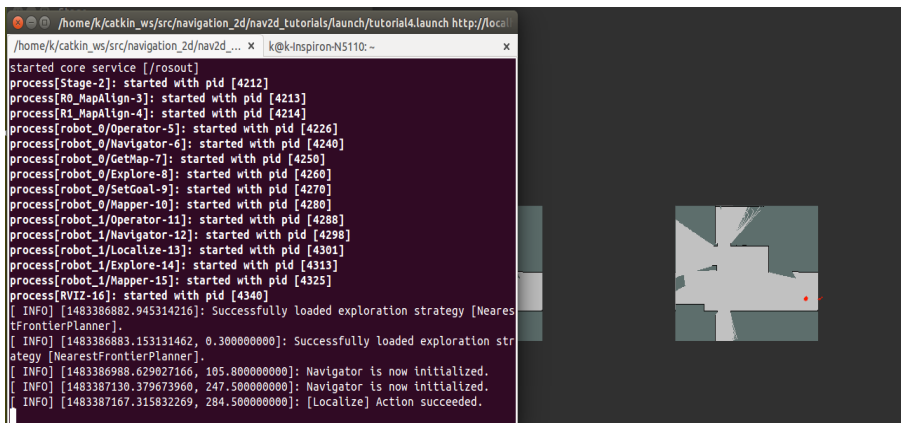 /home/k/catkin_ws/src/navigation_2d/nav2d_tutorials/launch/tutorial4.launch http://local
/home/k/catkin_ws/src/navigation_2d/nav2d_... x k@k-Inspiron-N5110: ~ x
started core service [/rosout]
process[Stage-2]: started with pid [4212]
process[R0_MapAlign-3]: started with pid [4213]
process[R1_MapAlign-4]: started with pid [4214]
process[robot_0/Operator-5]: started with pid [4226]
process[robot_0/Navigator-6]: started with pid [4240]
process[robot_0/GetMap-7]: started with pid [4250]
process[robot_0/Explore-8]: started with pid [4260]
process[robot_0/SetGoal-9]: started with pid [4270]
process[robot_0/Mapper-10]: started with pid [4280]
process[robot_1/Operator-11]: started with pid [4288]
process[robot_1/Navigator-12]: started with pid [4298]
process[robot_1/Localize-13]: started with pid [4301]
process[robot_1/Explore-14]: started with pid [4313]
process[robot_1/Mapper-15]: started with pid [4325]
process[RVIZ-16]: started with pid [4340]
[ INFO] [1483386882.945314216]: Successfully loaded exploration strategy [Neares
tFrontierPlanner].
[ INFO] [1483386883.153131462, 0.300000000]: Successfully loaded exploration str
ategy [NearestFrontierPlanner].
[ INFO] [1483386988.629027166, 105.800000000]: Navigator is now initialized.
[ INFO] [1483387130.379673960, 247.500000000]: Navigator is now initialized.
[ INFO] [1483387167.315832269, 284.500000000]: [Localize] Action succeeded.